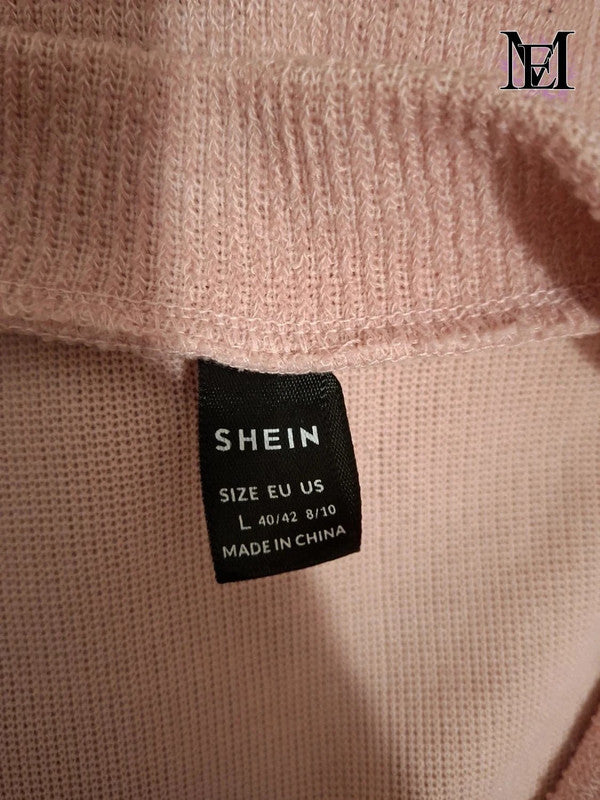 SHEIN
SIZE EU US
L 40/42 8/10
MADE IN CHINA